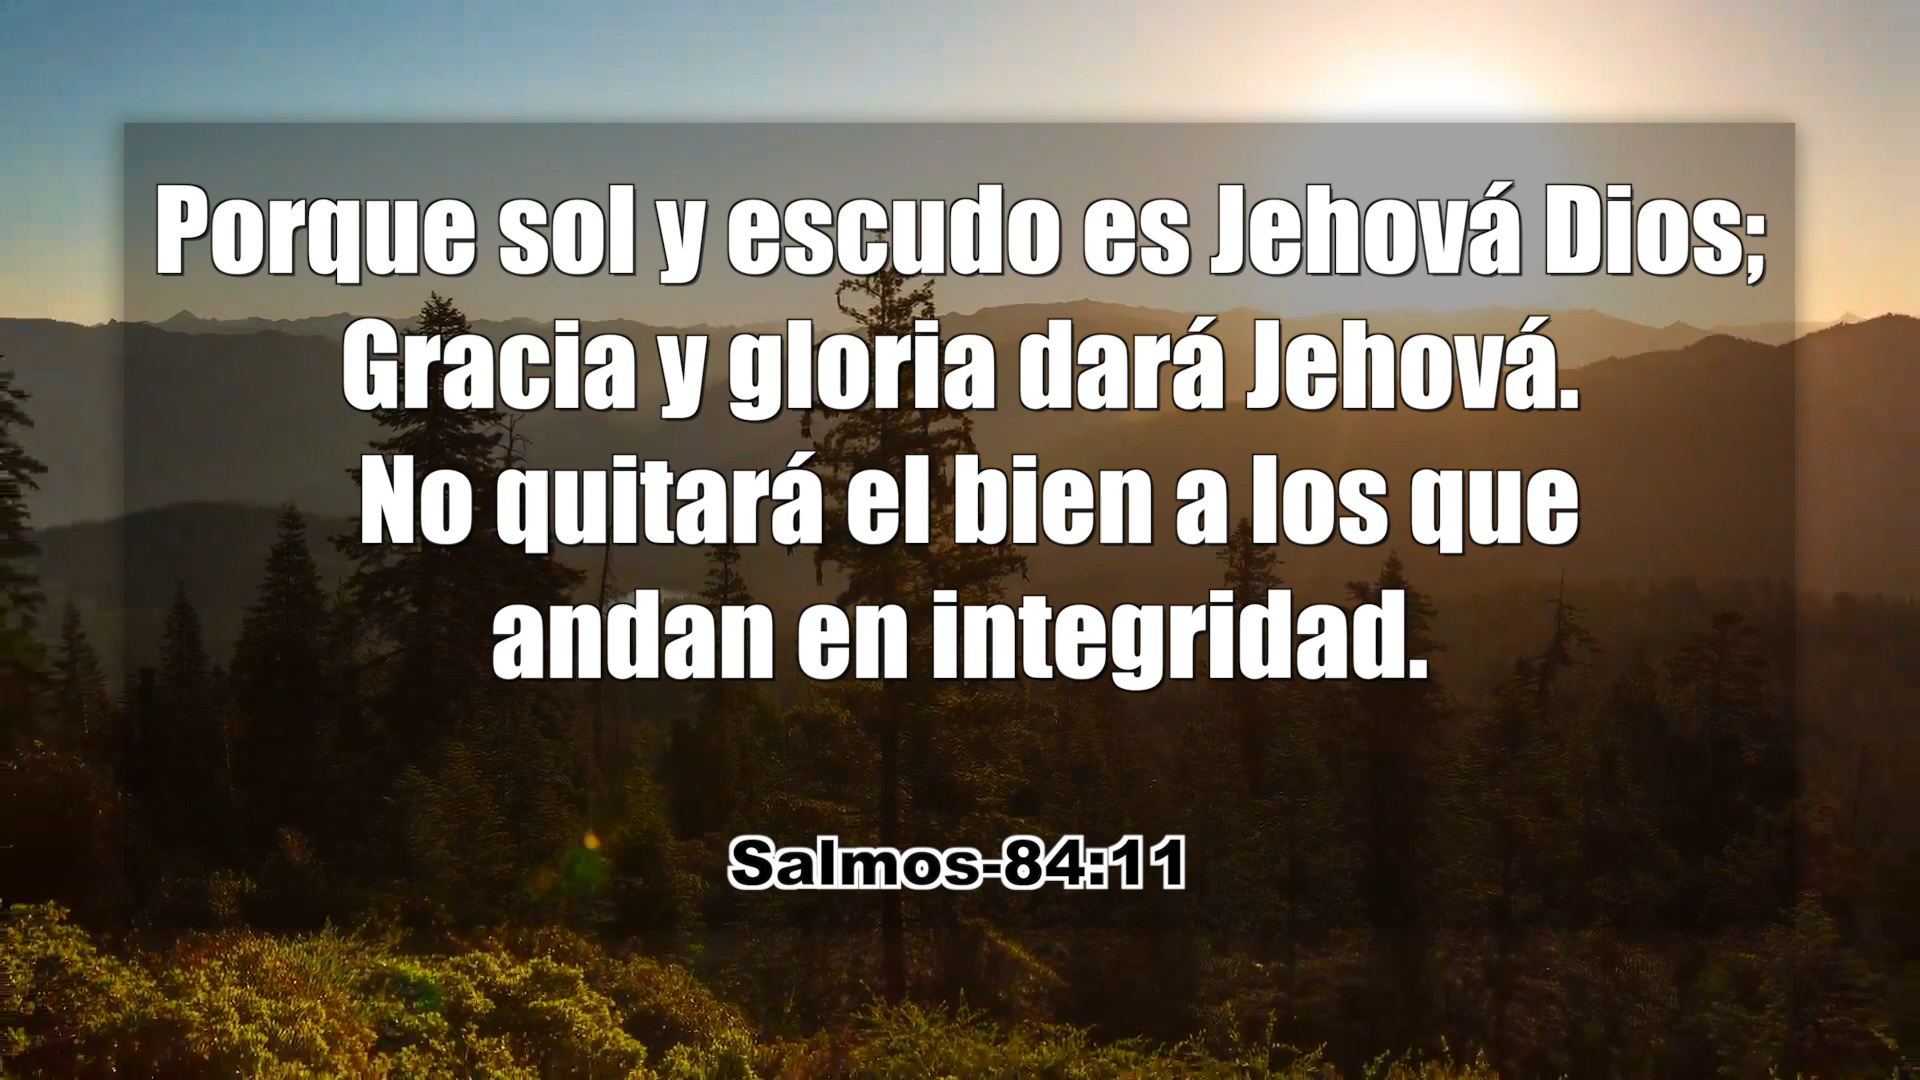 Porque sol y escudo es Jehová Dios;
Gracia y gloria dará Jehová.
No quitará el bien a los que
andan en integridad.
Salmos-84:11